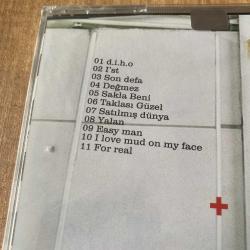 01 d.i.h.o
02 I'st
03 Son defa
04 Değmez
05 Sakla Beni
06 Taklası Güzel
07 Satılmış dünya
08 Yalan
09 Easy man
10 I love mud on my face
11 For real